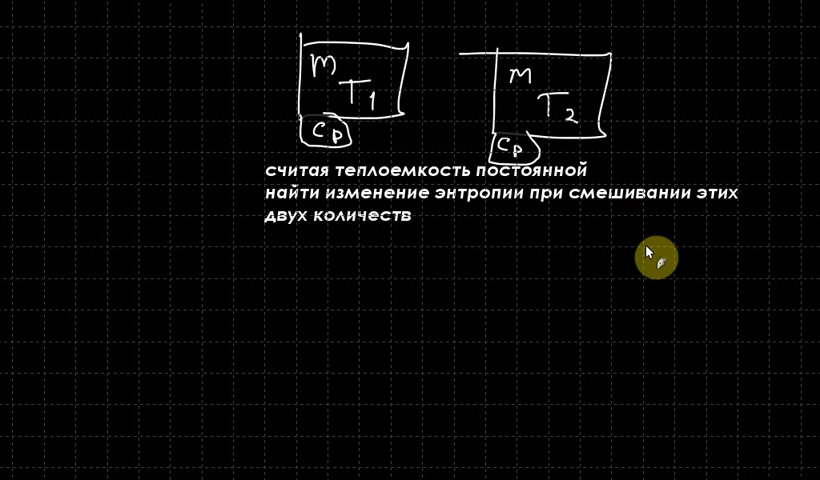 m m
T1 T2
cp cp
считая теплоемкость постоянной
найти изменение энтропии при смешивании этих
двух количеств